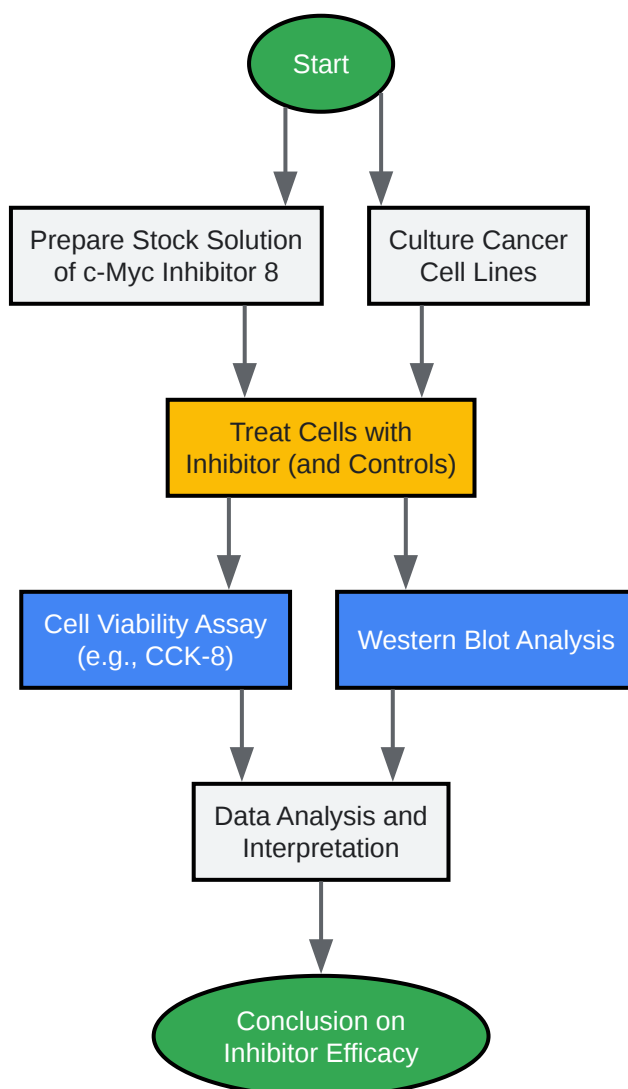 Start
Prepare Stock Solution
of c-Myc Inhibitor 8
Culture Cancer
Cell Lines
Treat Cells with
Inhibitor (and Controls)
Cell Viability Assay
(e.g., CCK-8)
Western Blot Analysis
Data Analysis and
Interpretation
Conclusion on
Inhibitor Efficacy